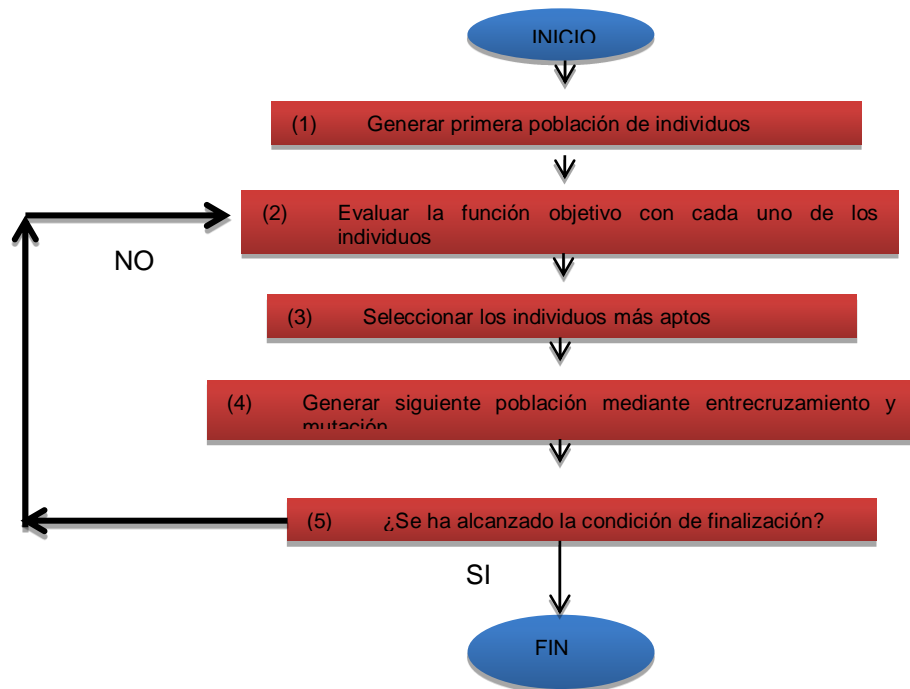 INICIO
(1) Generar primera población de individuos
(2) Evaluar la función objetivo con cada uno de los
individuos
NO
(3) Seleccionar los individuos más aptos
(4) Generar siguiente población mediante entrecruzamiento y
mutación
(5) ¿Se ha alcanzado la condición de finalización?
SI
FIN